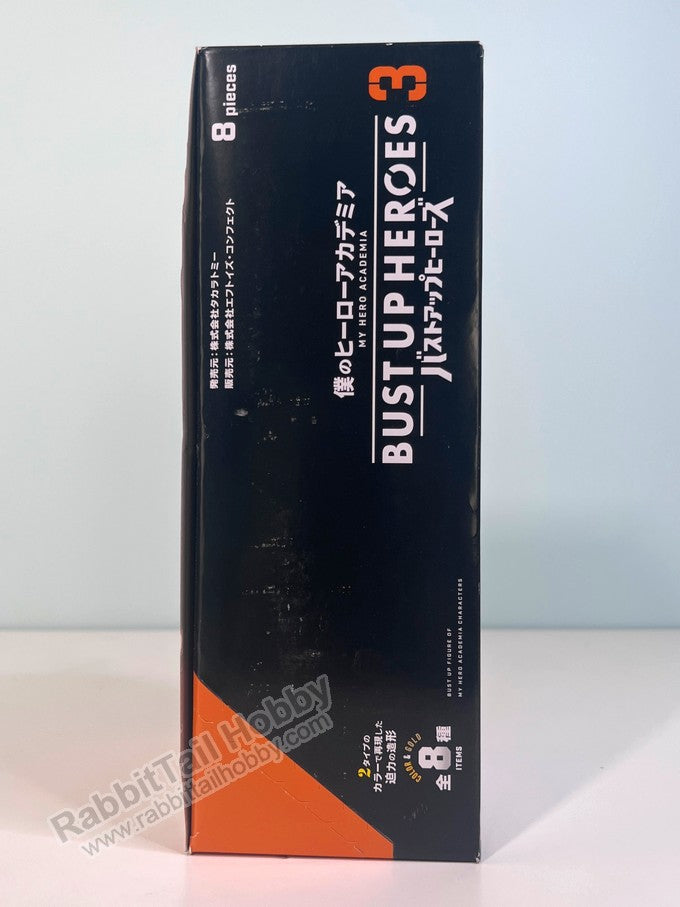 8 pieces
発売元：株式会社タカラトミー
販売元：株式会社エフトイズ・コンフェクト
僕のヒーローアカデミア
MY HERO ACADEMIA
BUST UP HEROES 3
バストアップヒーローズ
BUST UP FIGURE OF
MY HERO ACADEMIA CHARACTERS
2タイプの
カラーで再現した
迫力の造形
COLOR & GOLD
全8種
ITEMS
RabbitTail Hobby
www.rabbittailhobby.com